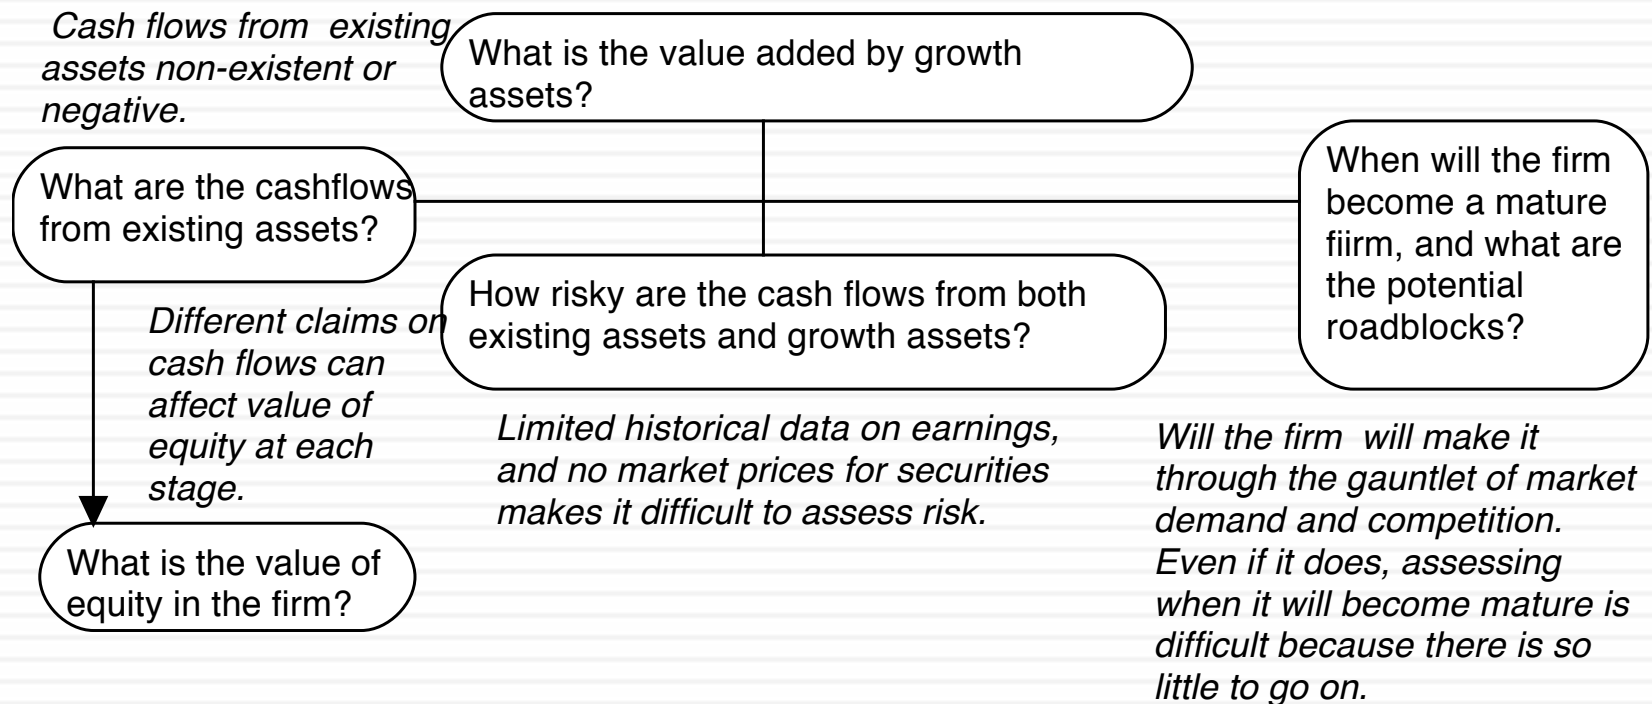 Cash flows from  existing
assets non-existent or
negative.
What is the value added by growth
assets?
What are the cashflows
from existing assets?
When will the firm
become a mature
fiirm, and what are
the potential
roadblocks?
How risky are the cash flows from both
existing assets and growth assets?
Different claims on
cash flows can
affect value of
equity at each
stage.
Limited historical data on earnings,
and no market prices for securities
makes it difficult to assess risk.
Will the firm  will make it
through the gauntlet of market
demand and competition.
Even if it does, assessing
when it will become mature is
difficult because there is so
little to go on.
What is the value of
equity in the firm?